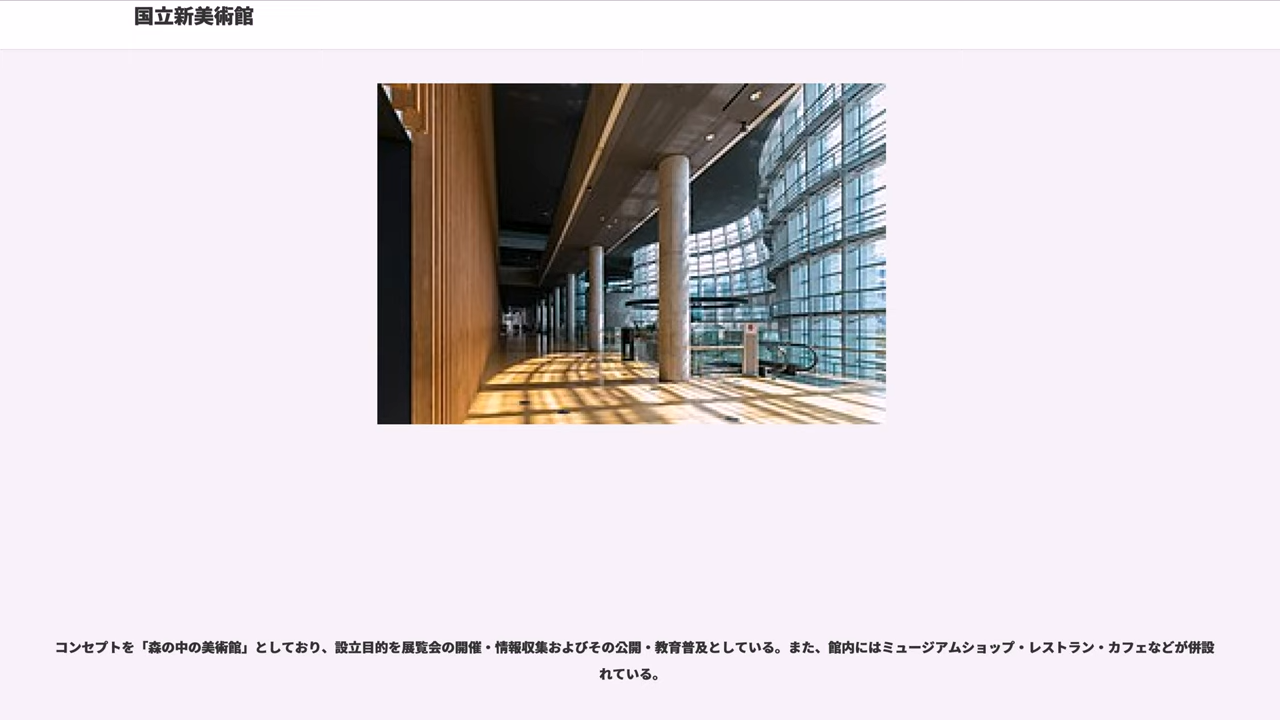 国立新美術館
コンセプトを「森の中の美術館」としており、設立目的を展覧会の開催・情報収集およびその公開・教育普及としている。また、館内にはミュージアムショップ・レストラン・カフェなどが併設
れている。